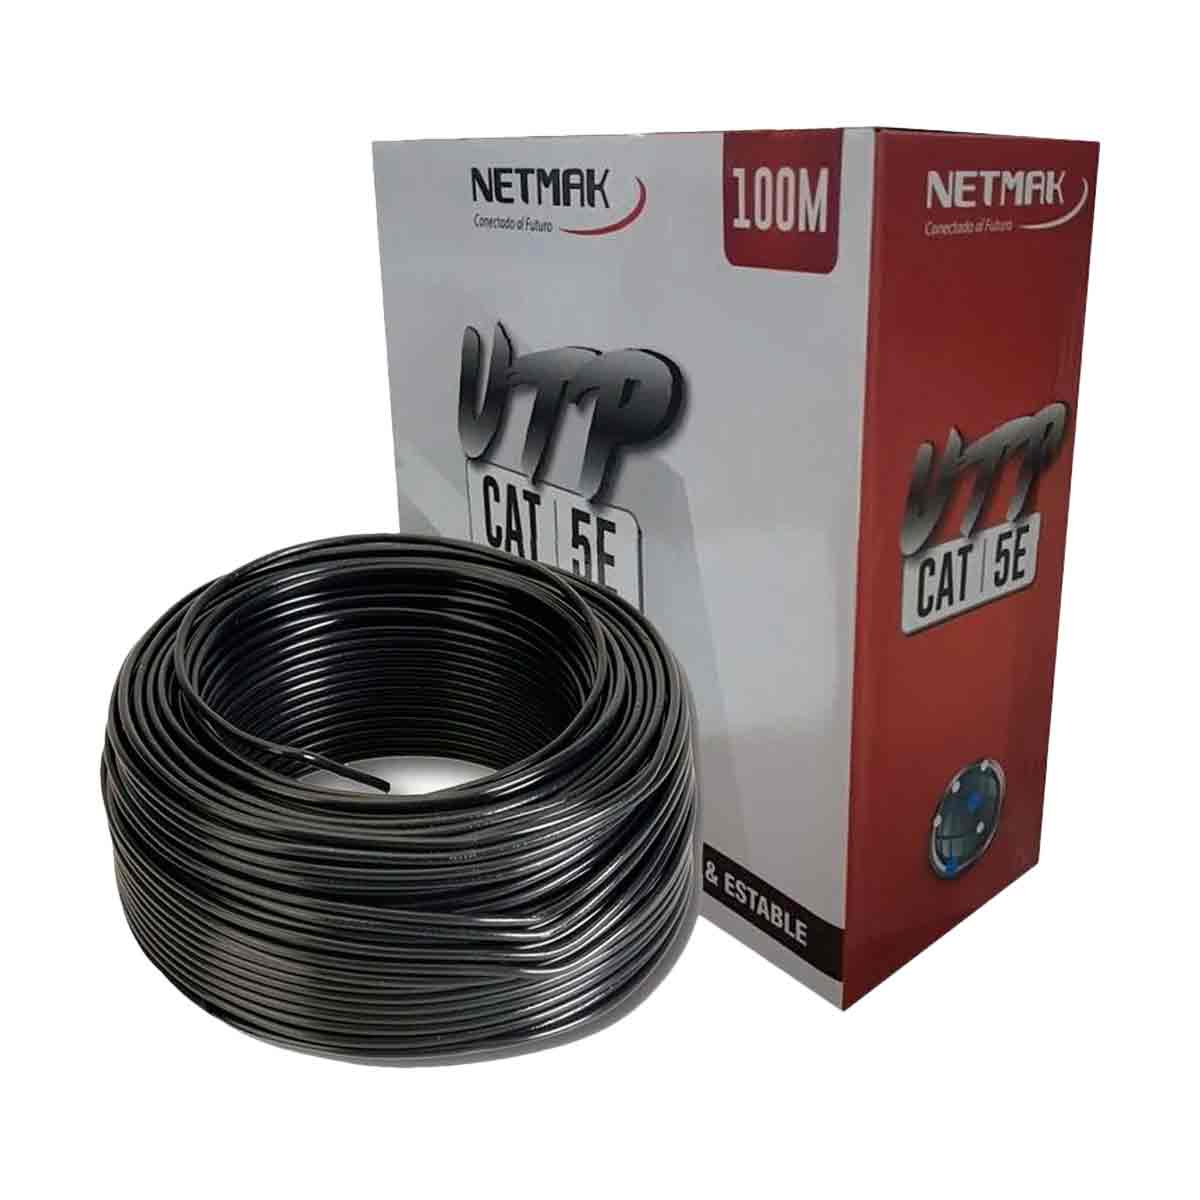 NETMAK
Conectado al Futuro
100M
UTP
CAT 5E
& ESTABLE
NETMAK
Conectado al Futuro
UTP
CAT 5E